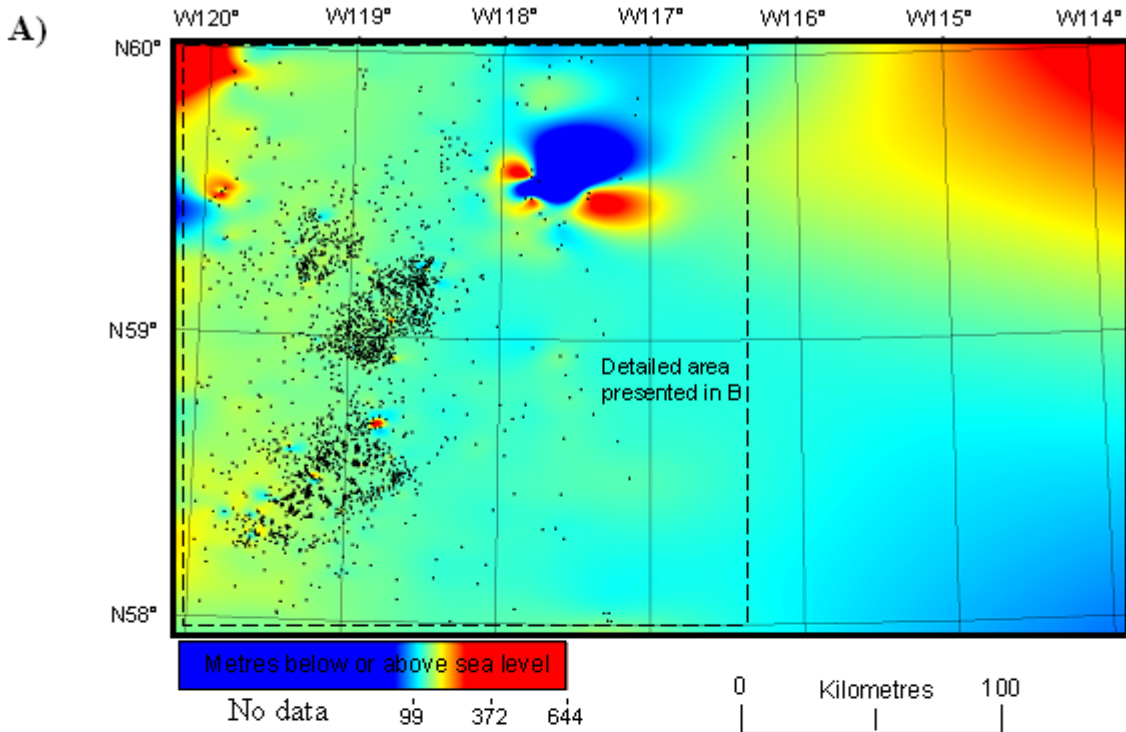 A)
W120° W119° W118° W117° W116° W115° W114°
N60°
N59°
Detailed area
presented in B
N58°
Metres below or above sea level
No data 99 372 644
0 Kilometres 100